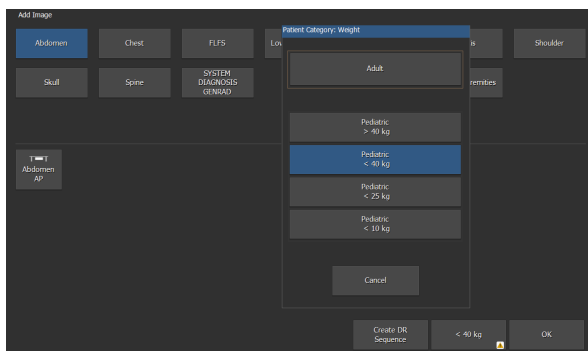 Add Image
Patient Category: Weight
Abdomen
Chest
FLFS
Adult
Shoulder
Skull
Spine
SYSTEM
DIAGNOSIS
GENRAD
Pediatric
> 40 kg
Pediatric
< 40 kg
Abdomen
AP
Pediatric
< 25 kg
Pediatric
< 10 kg
Cancel
Create DR
Sequence
< 40 kg
OK